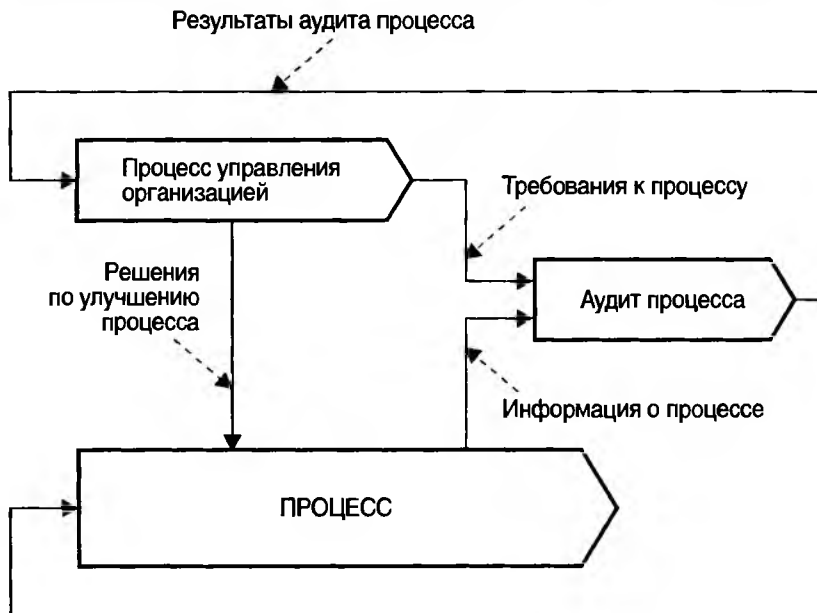 Результаты аудита процесса
Процесс управления
организацией
Требования к процессу
Решения
по улучшению
процесса
Аудит процесса
Информация о процессе
ПРОЦЕСС